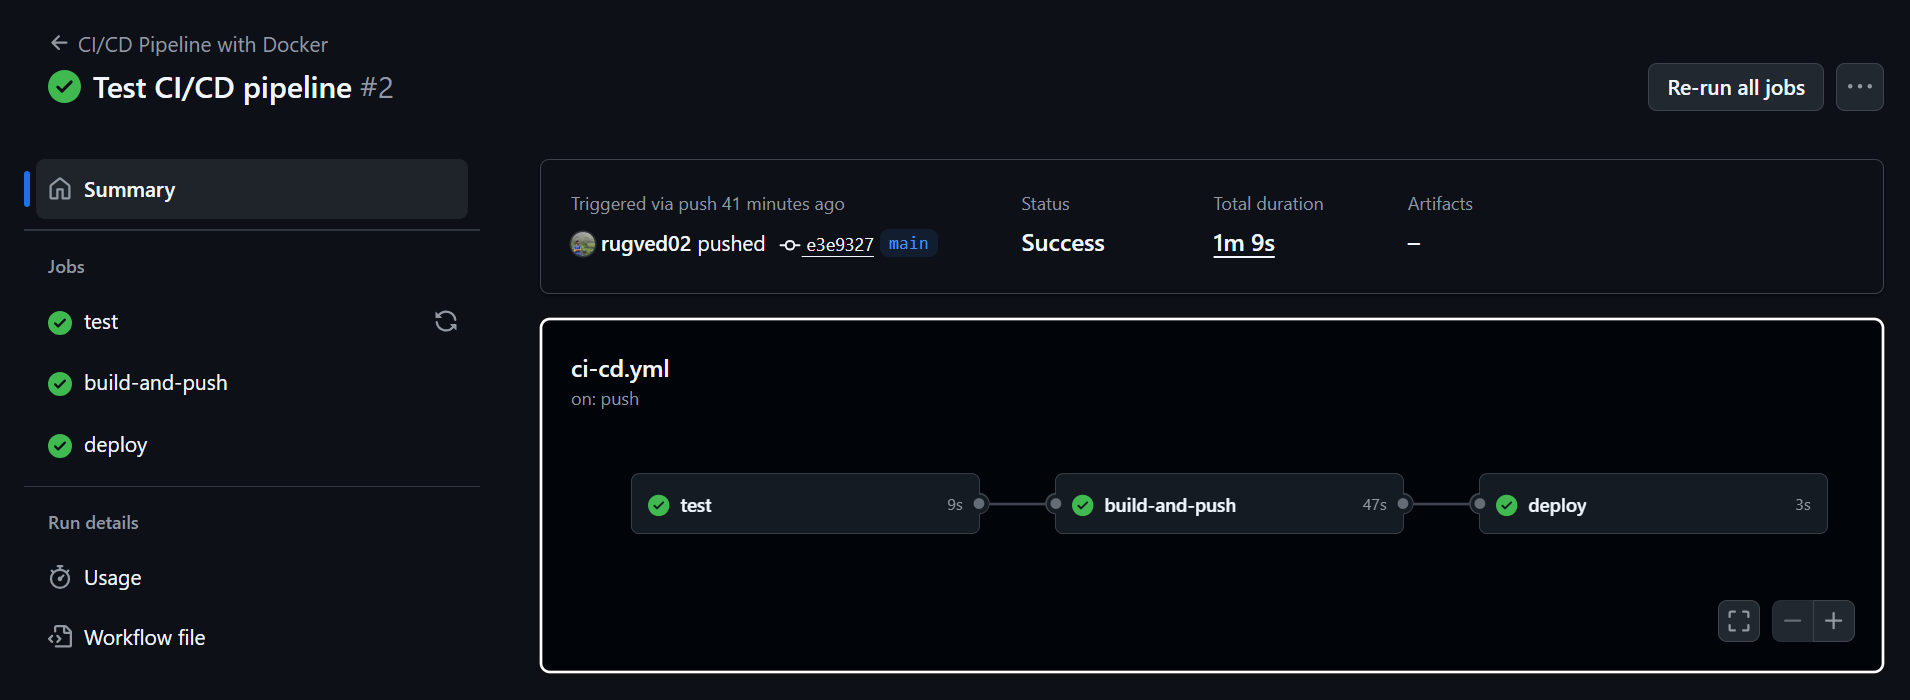 CI/CD Pipeline with Docker
Test CI/CD pipeline #2
Re-run all jobs
Summary
Jobs
test
build-and-push
deploy
Run details
Usage
Workflow file
Triggered via push 41 minutes ago
rugved02 pushed e3e9327 main
Status
Success
Total duration
1m 9s
Artifacts
–
ci-cd.yml
on: push
test 9s
build-and-push 47s
deploy 3s